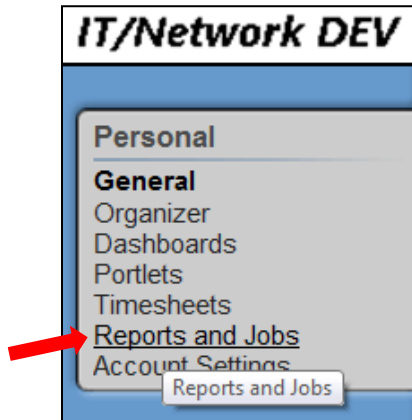 IT/Network DEV
Personal
General
Organizer
Dashboards
Portlets
Timesheets
Reports and Jobs
Account Settings
Reports and Jobs